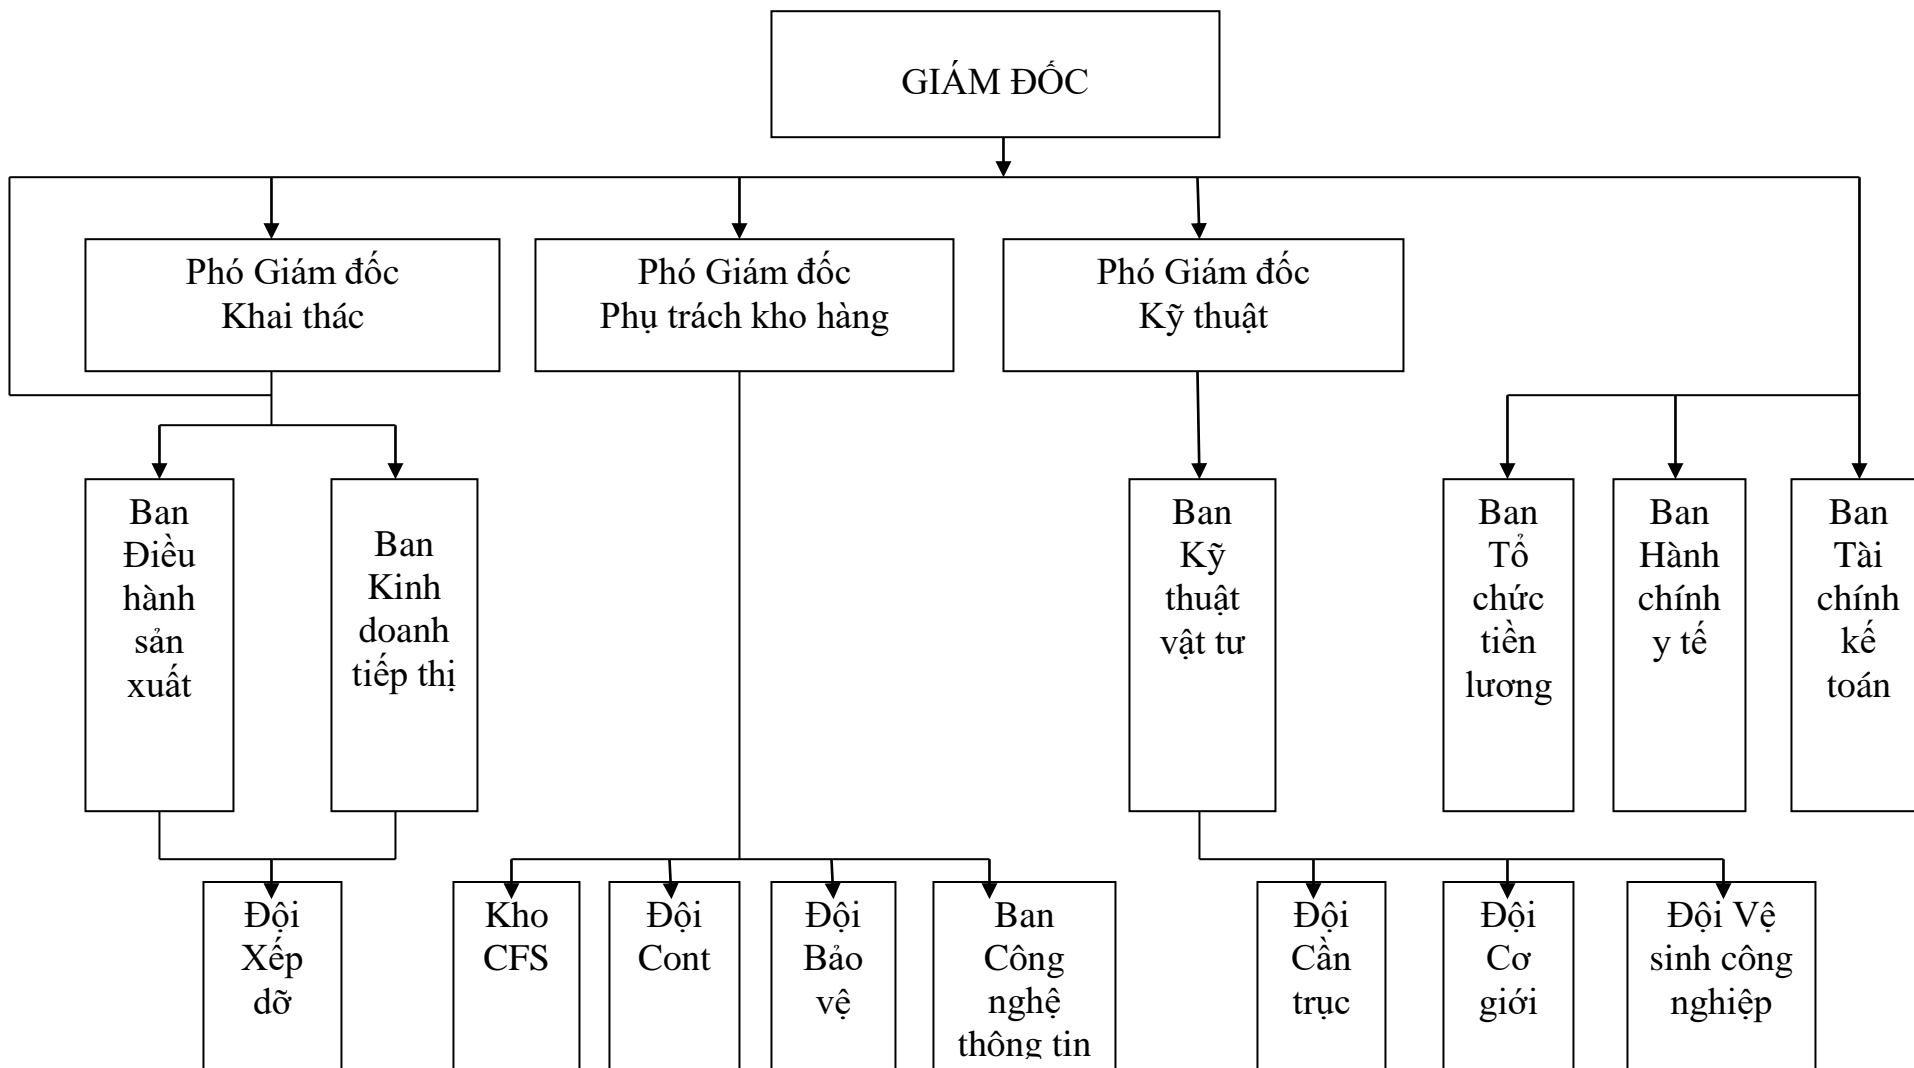 GIÁM ĐỐC
Phó Giám đốc
Khai thác
Phó Giám đốc
Phụ trách kho hàng
Phó Giám đốc
Kỹ thuật
Ban
Điều
hành
sản
xuất
Ban
Kinh
doanh
tiếp thị
Ban
Kỹ
thuật
vật tư
Ban
Tổ
chức
tiền
lương
Ban
Hành
chính
y tế
Ban
Tài
chính
kế
toán
Đội
Xếp
dỡ
Kho
CFS
Đội
Cont
Đội
Bảo
vệ
Ban
Công
nghệ
thông tin
Đội
Cần
trục
Đội
Cơ
giới
Đội Vệ
sinh công
nghiệp